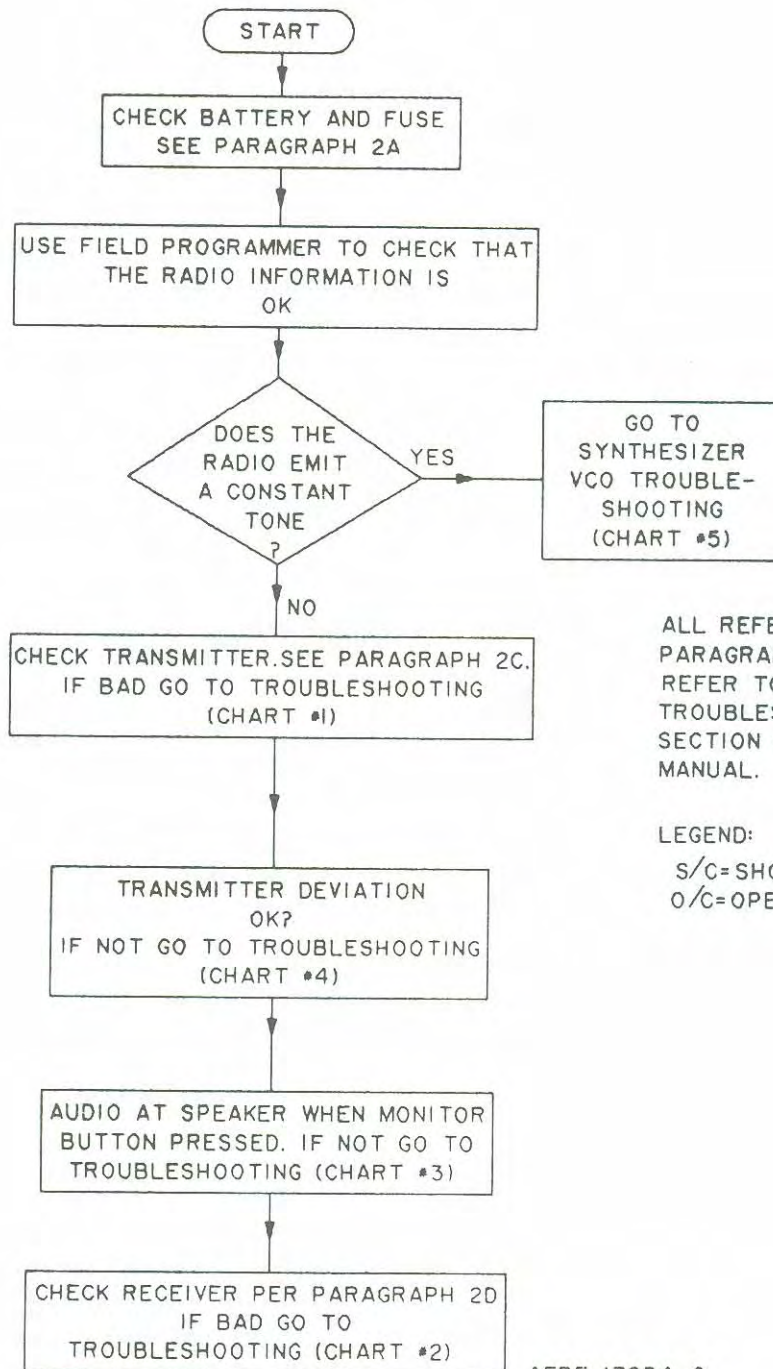 START
CHECK BATTERY AND FUSE
SEE PARAGRAPH 2A
USE FIELD PROGRAMMER TO CHECK THAT
THE RADIO INFORMATION IS
OK
DOES THE
RADIO EMIT
A CONSTANT
TONE
?
YES
GO TO
SYNTHESIZER
VCO TROUBLE-
SHOOTING
(CHART #5)
NO
CHECK TRANSMITTER.SEE PARAGRAPH 2C.
IF BAD GO TO TROUBLESHOOTING
(CHART #1)
TRANSMITTER DEVIATION
OK?
IF NOT GO TO TROUBLESHOOTING
(CHART #4)
AUDIO AT SPEAKER WHEN MONITOR
BUTTON PRESSED. IF NOT GO TO
TROUBLESHOOTING (CHART #3)
CHECK RECEIVER PER PARAGRAPH 2D
IF BAD GO TO
TROUBLESHOOTING (CHART #2)
ALL REFE
PARAGRA
REFER TO
TROUBLES
SECTION
MANUAL.
LEGEND:
S/C=SHO
O/C=OPE